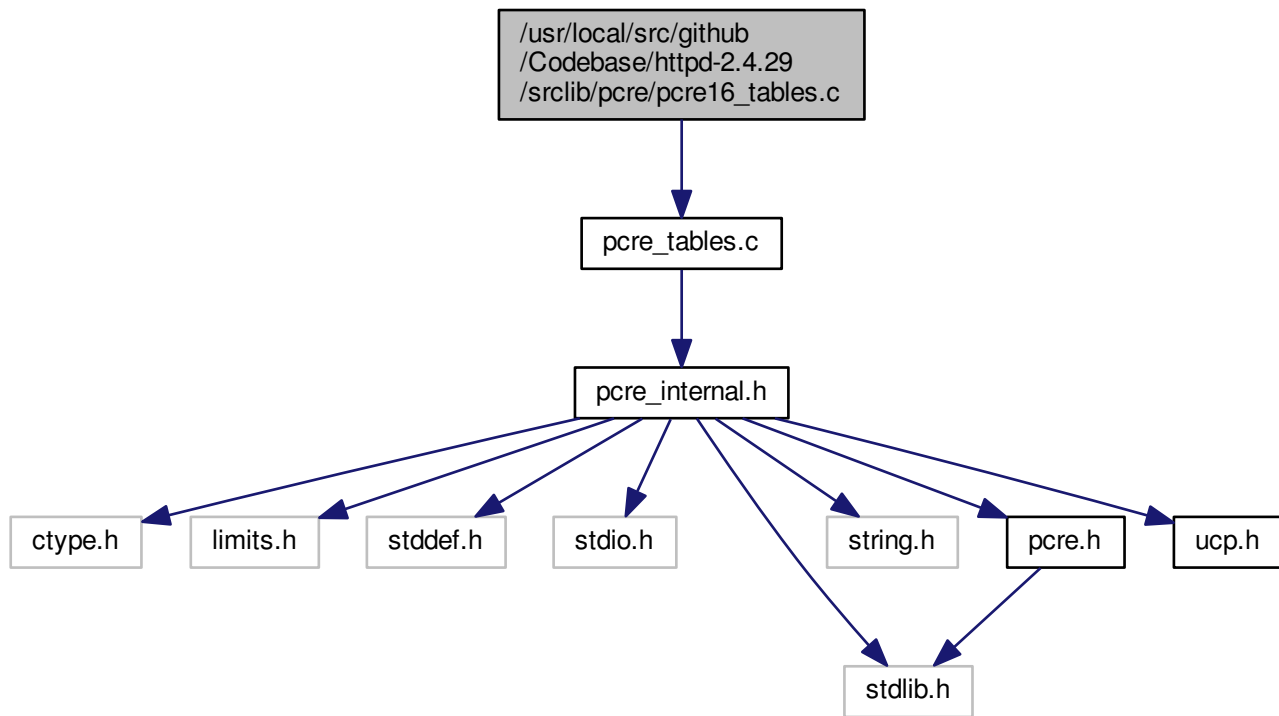 /usr/local/src/github
/Codebase/httpd-2.4.29
/srclib/pcre/pcre16_tables.c
pcre_tables.c
pcre_internal.h
ctype.h
limits.h
stddef.h
stdio.h
string.h
pcre.h
ucp.h
stdlib.h